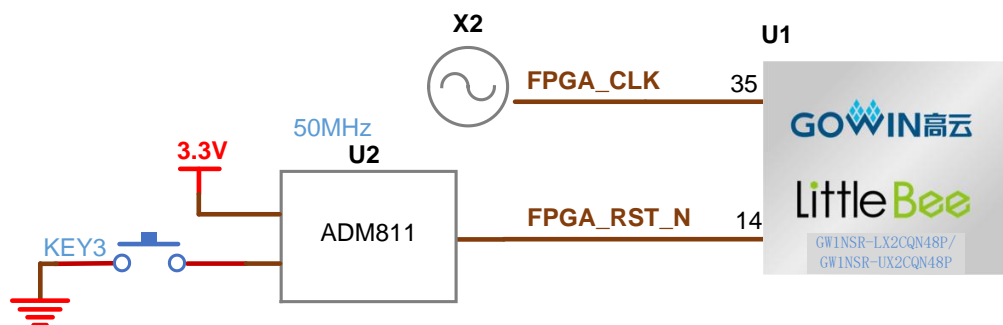 X2
U1
FPGA_CLK
35
50MHz
U2
3.3V
GOWIN高云
LittleBee
ADM811
FPGA_RST_N
14
KEY3
GW1NSR-LX2CQN48P/
GW1NSR-UX2CQN48P